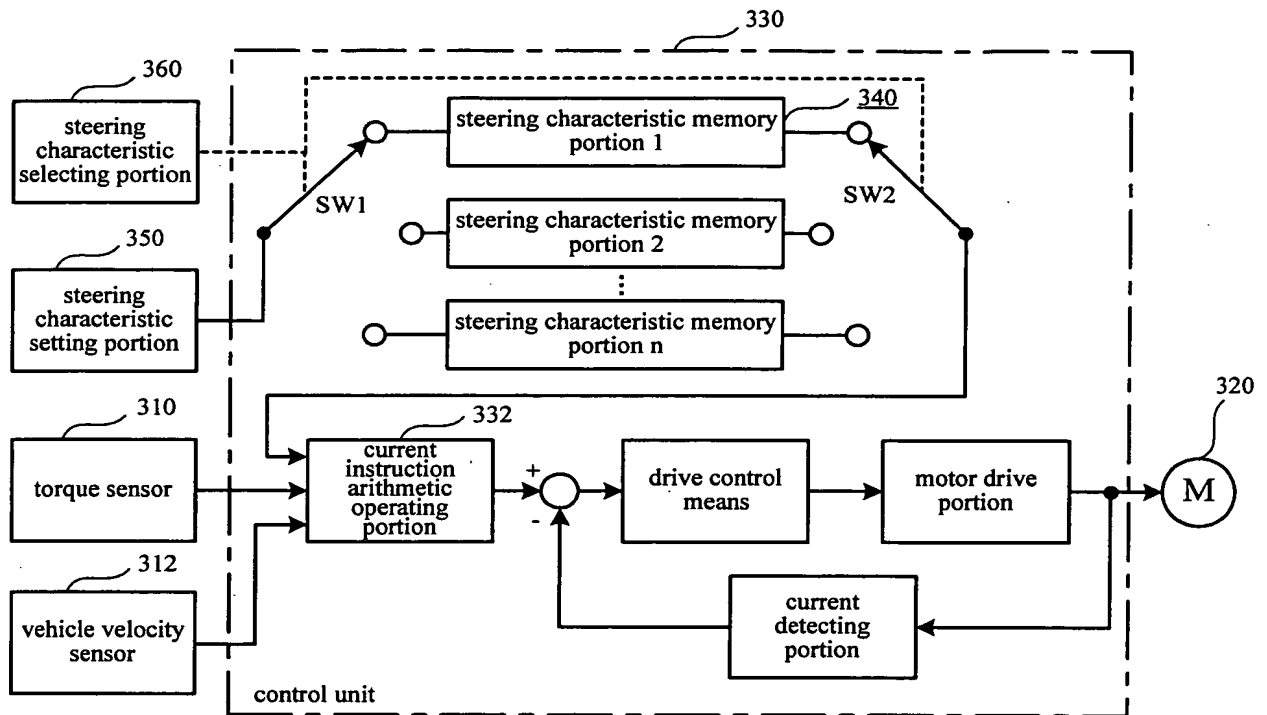 330
360
steering
characteristic
selecting portion
340
steering characteristic memory
portion 1
SW1
SW2
steering characteristic memory
portion 2
350
steering
characteristic
setting portion
steering characteristic memory
portion n
310
torque sensor
332
current
instruction
arithmetic
operating
portion
+
-
drive control
means
motor drive
portion
320
M
312
vehicle velocity
sensor
current
detecting
portion
control unit